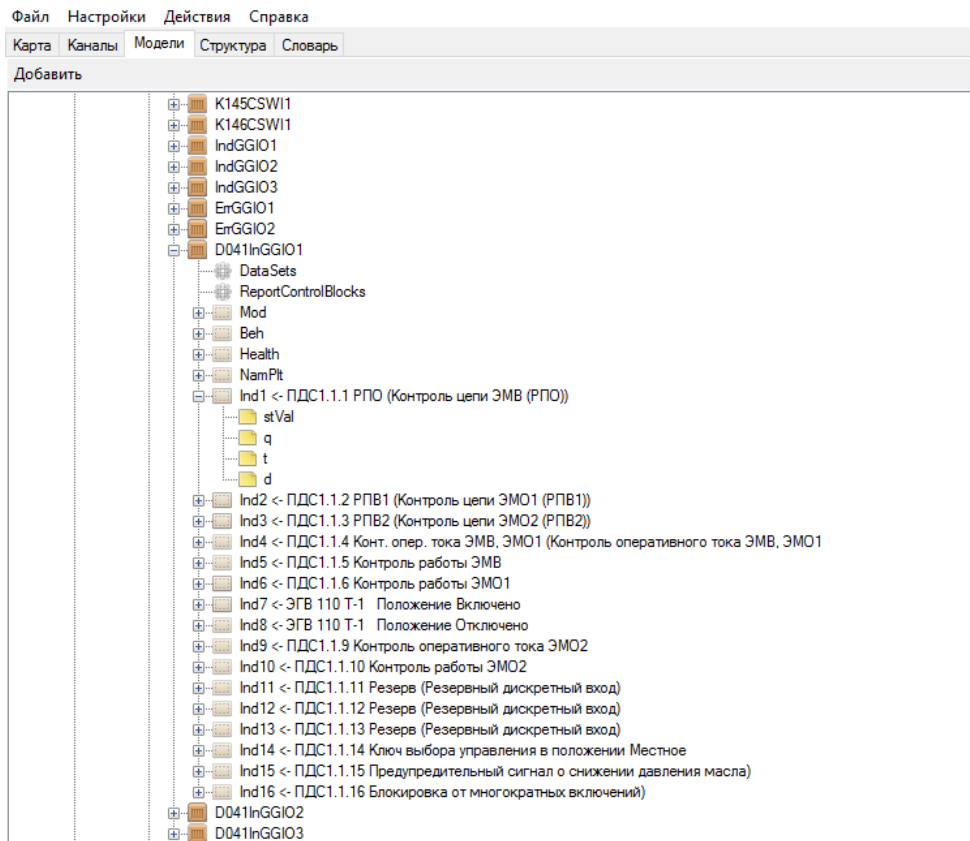 Файл Настройки Действия Справка
Карта Каналы Модели Структура Словарь
Добавить
K145CSWI1
K146CSWI1
IndGGIO1
IndGGIO2
IndGGIO3
ErrGGIO1
ErrGGIO2
D041InGGIO1
DataSets
ReportControlBlocks
Mod
Beh
Health
NamPlt
Ind1 <- ПДС1.1.1 РПО (Контроль цепи ЭМВ (РПО))
stVal
q
t
d
Ind2 <- ПДС1.1.2 РПВ1 (Контроль цепи ЭМО1 (РПВ1))
Ind3 <- ПДС1.1.3 РПВ2 (Контроль цепи ЭМО2 (РПВ2))
Ind4 <- ПДС1.1.4 Конт. опер. тока ЭМВ, ЭМО1 (Контроль оперативного тока ЭМВ, ЭМО1
Ind5 <- ПДС1.1.5 Контроль работы ЭМВ
Ind6 <- ПДС1.1.6 Контроль работы ЭМО1
Ind7 <- ЭГВ 110 Т-1 Положение Включено
Ind8 <- ЭГВ 110 Т-1 Положение Отключено
Ind9 <- ПДС1.1.9 Контроль оперативного тока ЭМО2
Ind10 <- ПДС1.1.10 Контроль работы ЭМО2
Ind11 <- ПДС1.1.11 Резерв (Резервный дискретный вход)
Ind12 <- ПДС1.1.12 Резерв (Резервный дискретный вход)
Ind13 <- ПДС1.1.13 Резерв (Резервный дискретный вход)
Ind14 <- ПДС1.1.14 Ключ выбора управления в положении Местное
Ind15 <- ПДС1.1.15 Предупредительный сигнал о снижении давления масла)
Ind16 <- ПДС1.1.16 Блокировка от многократных включений)
D041InGGIO2
D041InGGIO3